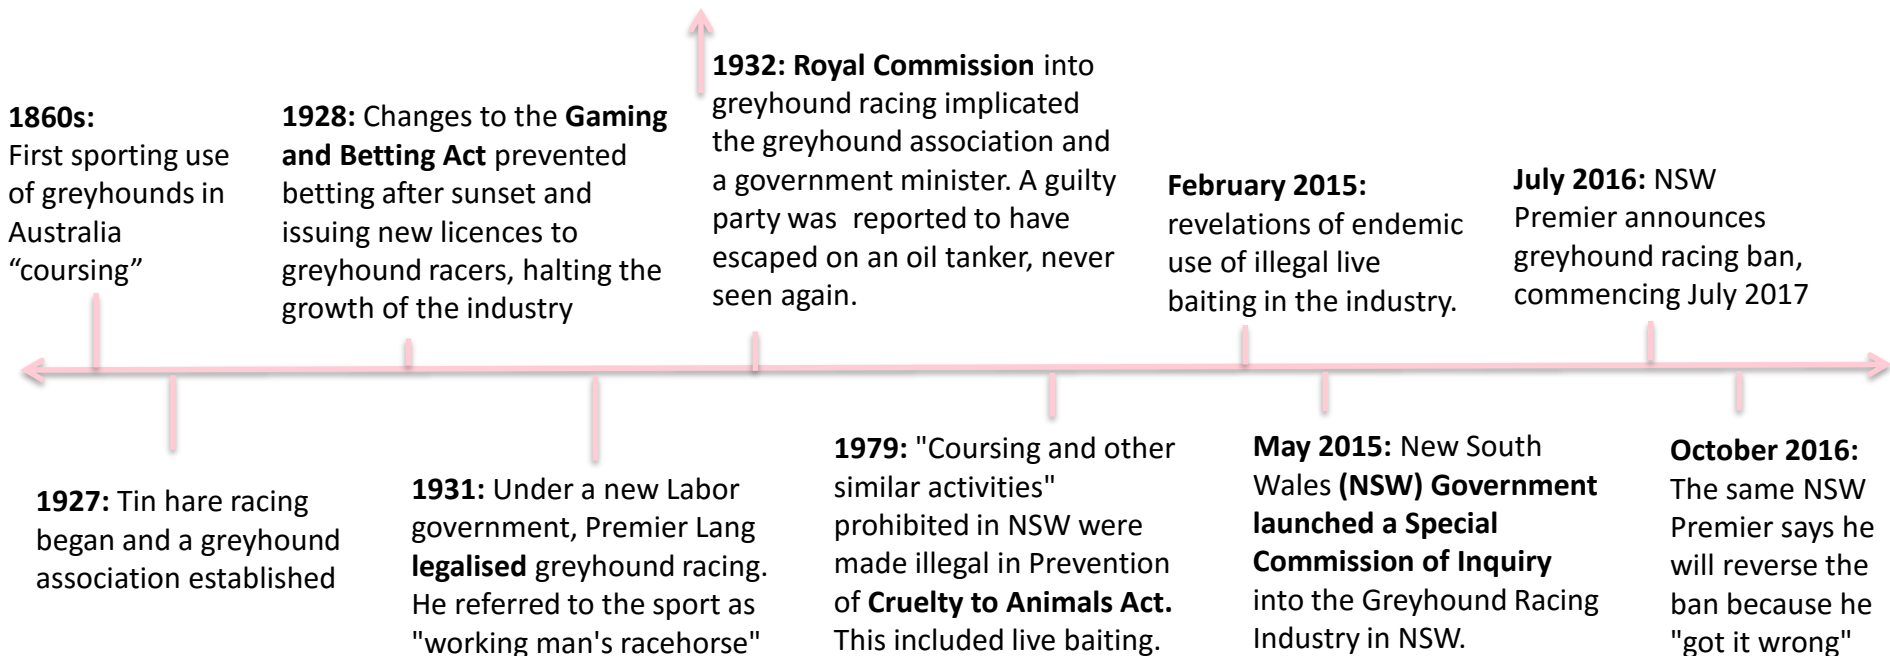 1860s:
First sporting use
of greyhounds in
Australia
“coursing”
1927: Tin hare racing
began and a greyhound
association established
1928: Changes to the Gaming
and Betting Act prevented
betting after sunset and
issuing new licences to
greyhound racers, halting the
growth of the industry
1931: Under a new Labor
government, Premier Lang
legalised greyhound racing.
He referred to the sport as
"working man's racehorse"
1932: Royal Commission into
greyhound racing implicated
the greyhound association and
a government minister. A guilty
party was  reported to have
escaped on an oil tanker, never
seen again.
1979: "Coursing and other
similar activities"
prohibited in NSW were
made illegal in Prevention
of Cruelty to Animals Act.
This included live baiting.
February 2015:
revelations of endemic
use of illegal live
baiting in the industry.
May 2015: New South
Wales (NSW) Government
launched a Special
Commission of Inquiry
into the Greyhound Racing
Industry in NSW.
July 2016: NSW
Premier announces
greyhound racing ban,
commencing July 2017
October 2016:
The same NSW
Premier says he
will reverse the
ban because he
"got it wrong"